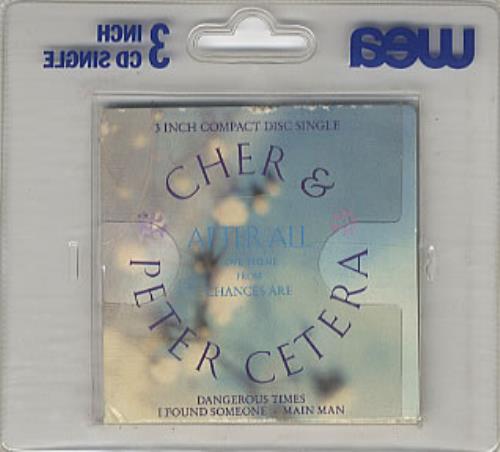 3 INCH
CD SINGLE
wea
3 INCH COMPACT DISC SINGLE
CHER &
AFTER ALL
LOVE THEME
FROM
CHANCES ARE
PETER CETERA
DANGEROUS TIMES
I FOUND SOMEONE - MAIN MAN